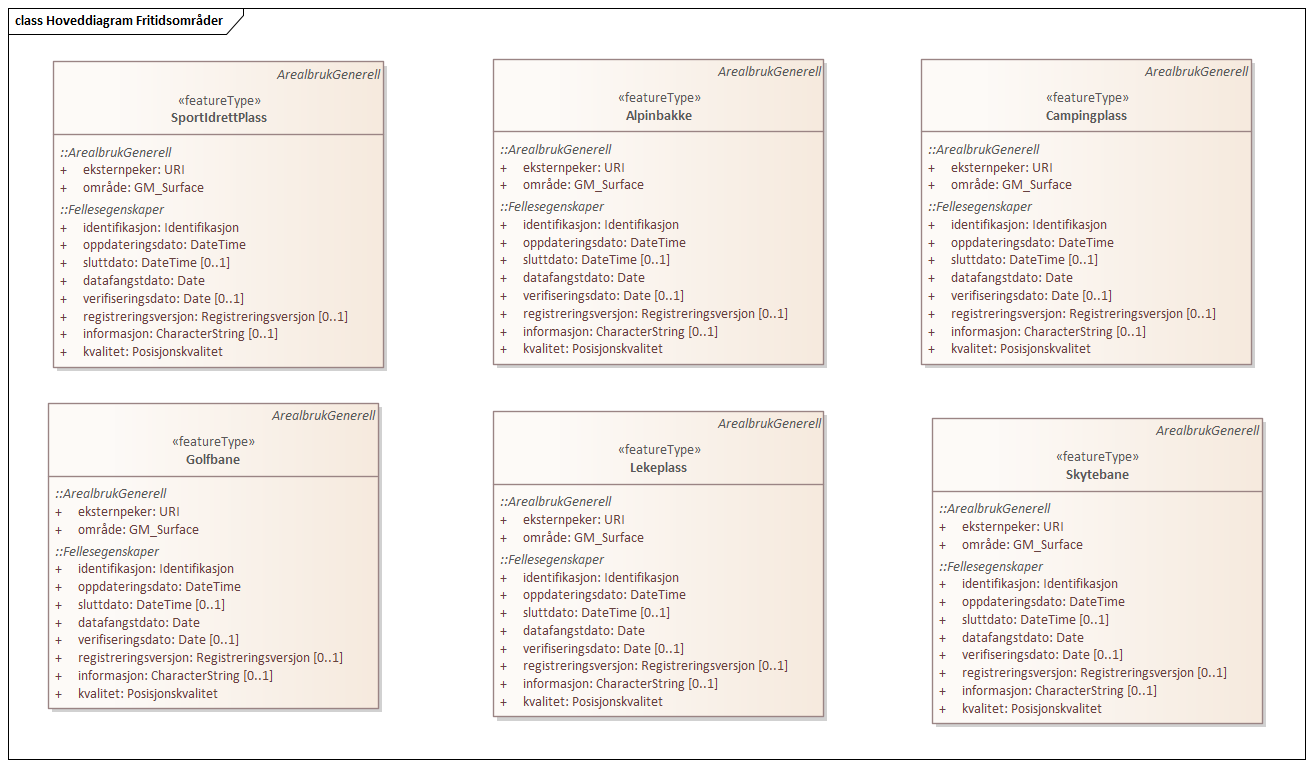 class Hoveddiagram Fritidsområder
ArealbrukGenerell
«featureType»
SportIdrettPlass
::ArealbrukGenerell
+ eksternpeker: URI
+ område: GM_Surface
::Fellesegenskaper
+ identifikasjon: Identifikasjon
+ oppdateringsdato: DateTime
+ sluttdato: DateTime [0..1]
+ datafangstdato: Date
+ verifiseringsdato: Date [0..1]
+ registreringsversjon: Registreringsversjon [0..1]
+ informasjon: CharacterString [0..1]
+ kvalitet: Posisjonskvalitet
ArealbrukGenerell
«featureType»
Alpinbakke
::ArealbrukGenerell
+ eksternpeker: URI
+ område: GM_Surface
::Fellesegenskaper
+ identifikasjon: Identifikasjon
+ oppdateringsdato: DateTime
+ sluttdato: DateTime [0..1]
+ datafangstdato: Date
+ verifiseringsdato: Date [0..1]
+ registreringsversjon: Registreringsversjon [0..1]
+ informasjon: CharacterString [0..1]
+ kvalitet: Posisjonskvalitet
ArealbrukGenerell
«featureType»
Campingplass
::ArealbrukGenerell
+ eksternpeker: URI
+ område: GM_Surface
::Fellesegenskaper
+ identifikasjon: Identifikasjon
+ oppdateringsdato: DateTime
+ sluttdato: DateTime [0..1]
+ datafangstdato: Date
+ verifiseringsdato: Date [0..1]
+ registreringsversjon: Registreringsversjon [0..1]
+ informasjon: CharacterString [0..1]
+ kvalitet: Posisjonskvalitet
ArealbrukGenerell
«featureType»
Golfbane
::ArealbrukGenerell
+ eksternpeker: URI
+ område: GM_Surface
::Fellesegenskaper
+ identifikasjon: Identifikasjon
+ oppdateringsdato: DateTime
+ sluttdato: DateTime [0..1]
+ datafangstdato: Date
+ verifiseringsdato: Date [0..1]
+ registreringsversjon: Registreringsversjon [0..1]
+ informasjon: CharacterString [0..1]
+ kvalitet: Posisjonskvalitet
ArealbrukGenerell
«featureType»
Lekeplass
::ArealbrukGenerell
+ eksternpeker: URI
+ område: GM_Surface
::Fellesegenskaper
+ identifikasjon: Identifikasjon
+ oppdateringsdato: DateTime
+ sluttdato: DateTime [0..1]
+ datafangstdato: Date
+ verifiseringsdato: Date [0..1]
+ registreringsversjon: Registreringsversjon [0..1]
+ informasjon: CharacterString [0..1]
+ kvalitet: Posisjonskvalitet
ArealbrukGenerell
«featureType»
Skytebane
::ArealbrukGenerell
+ eksternpeker: URI
+ område: GM_Surface
::Fellesegenskaper
+ identifikasjon: Identifikasjon
+ oppdateringsdato: DateTime
+ sluttdato: DateTime [0..1]
+ datafangstdato: Date
+ verifiseringsdato: Date [0..1]
+ registreringsversjon: Registreringsversjon [0..1]
+ informasjon: CharacterString [0..1]
+ kvalitet: Posisjonskvalitet